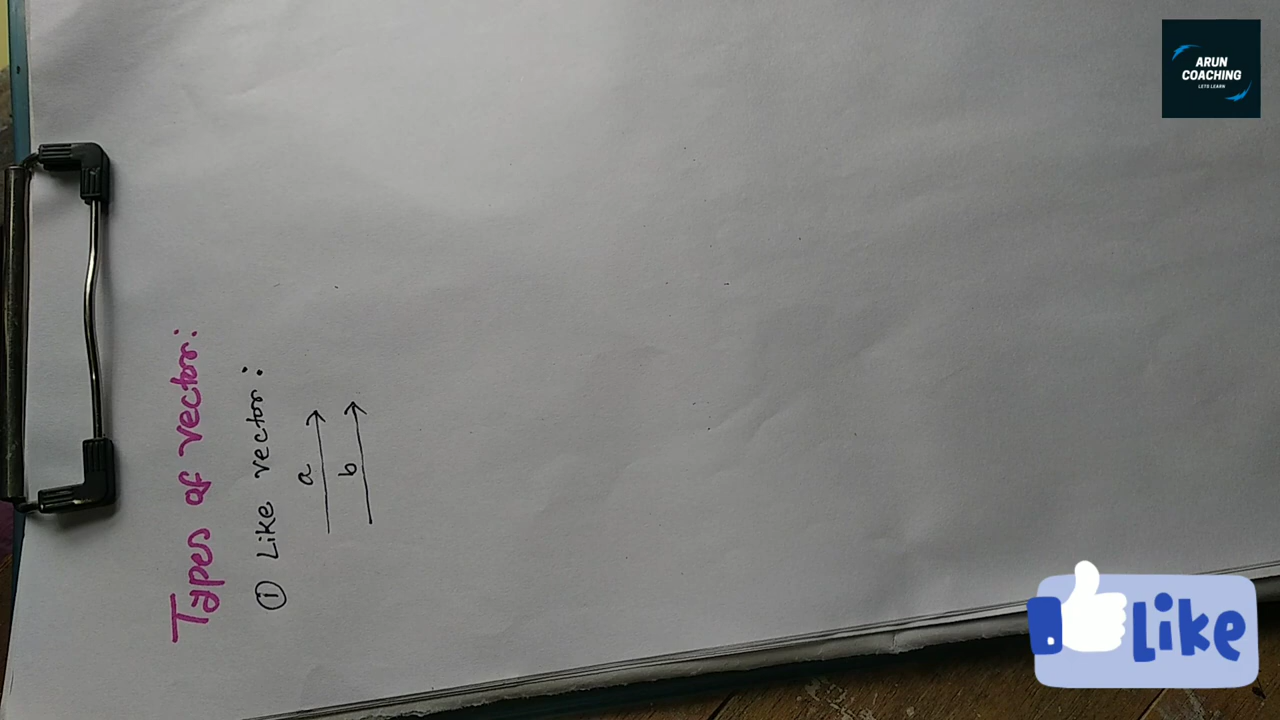 Types of vector:
① Like vector:
a
b
ARUN
COACHING
LETS LEARN
Like